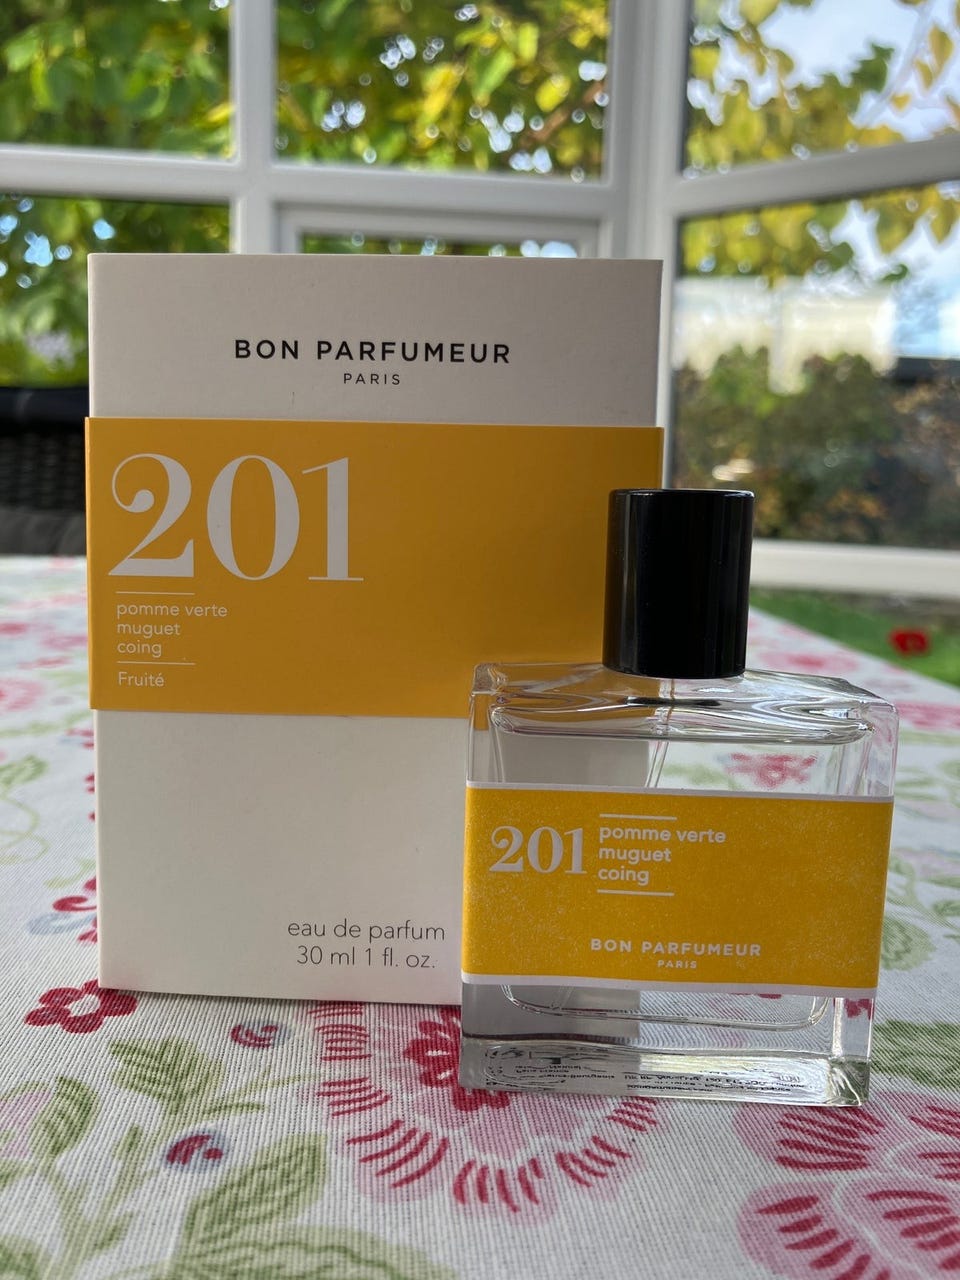 BON PARFUMEUR
PARIS
201
pomme verte
muguet
coing
Fruité
eau de parfum
30 ml 1 fl. oz.
201
pomme verte
muguet
coing
BON PARFUMEUR
PARIS